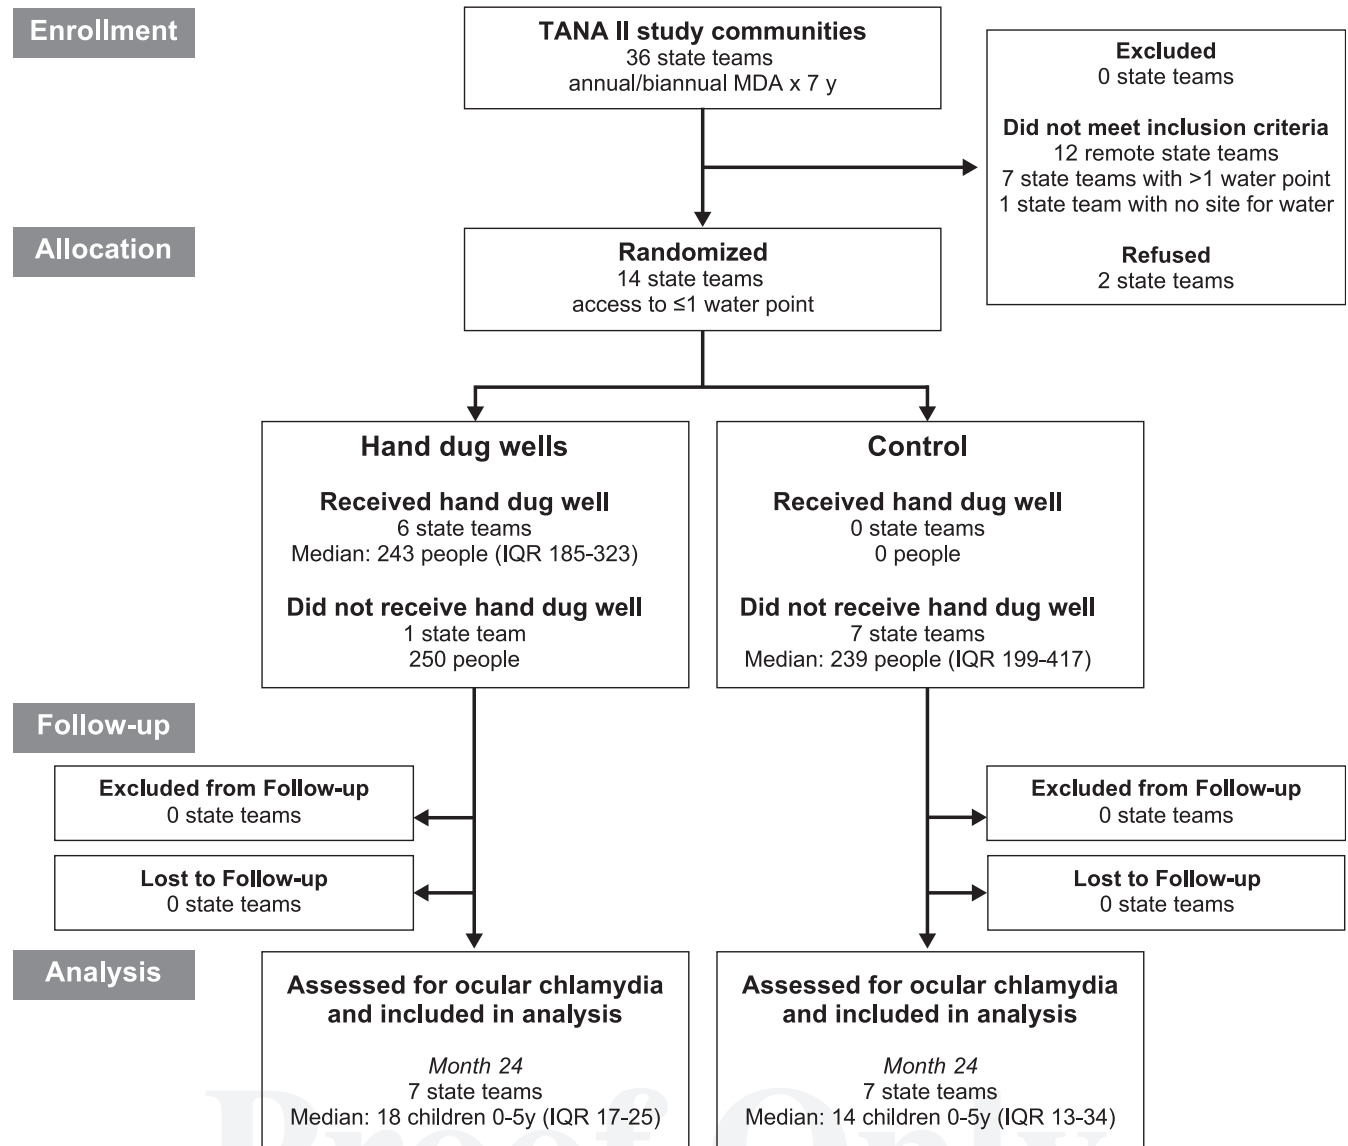 Enrollment
TANA II study communities
36 state teams
annual/biannual MDA x 7 y
Excluded
0 state teams
Did not meet inclusion criteria
12 remote state teams
7 state teams with >1 water point
1 state team with no site for water
Refused
2 state teams
Allocation
Randomized
14 state teams
access to ≤1 water point
Hand dug wells
Received hand dug well
6 state teams
Median: 243 people (IQR 185-323)
Did not receive hand dug well
1 state team
250 people
Control
Received hand dug well
0 state teams
0 people
Did not receive hand dug well
7 state teams
Median: 239 people (IQR 199-417)
Follow-up
Excluded from Follow-up
0 state teams
Lost to Follow-up
0 state teams
Excluded from Follow-up
0 state teams
Lost to Follow-up
0 state teams
Analysis
Assessed for ocular chlamydia
and included in analysis
Month 24
7 state teams
Median: 18 children 0-5y (IQR 17-25)
Assessed for ocular chlamydia
and included in analysis
Month 24
7 state teams
Median: 14 children 0-5y (IQR 13-34)
Proof Only